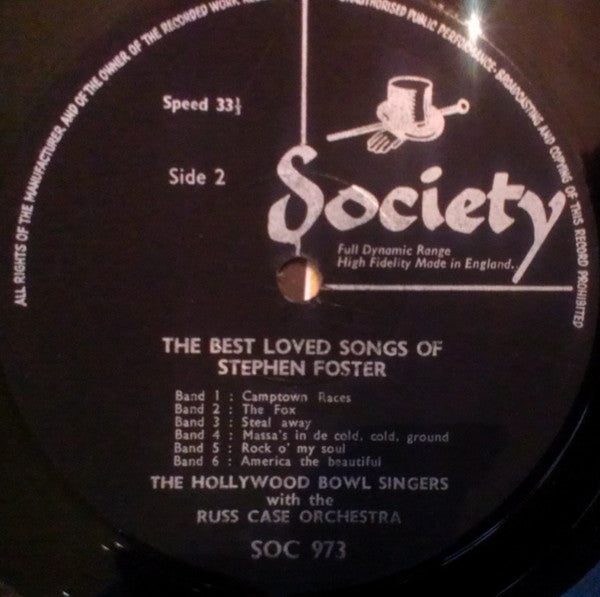 ALL RIGHTS OF THE MANUFACTURER AND OF THE OWNER OF THE RECORDED WORK
AUTHORISED PUBLIC PERFORMANCE, BROADCASTING AND COPYING OF THIS RECORD PROHIBITED
Speed 33⅓
Side 2
Society
Full Dynamic Range
High Fidelity Made in England.
THE BEST LOVED SONGS OF
STEPHEN FOSTER
Band 1 : Camptown Races
Band 2 : The Fox
Band 3 : Steal away
Band 4 : Massa's in de cold, cold, ground
Band 5 : Rock o' my soul
Band 6 : America the beautiful
THE HOLLYWOOD BOWL SINGERS
with the
RUSS CASE ORCHESTRA
SOC 973